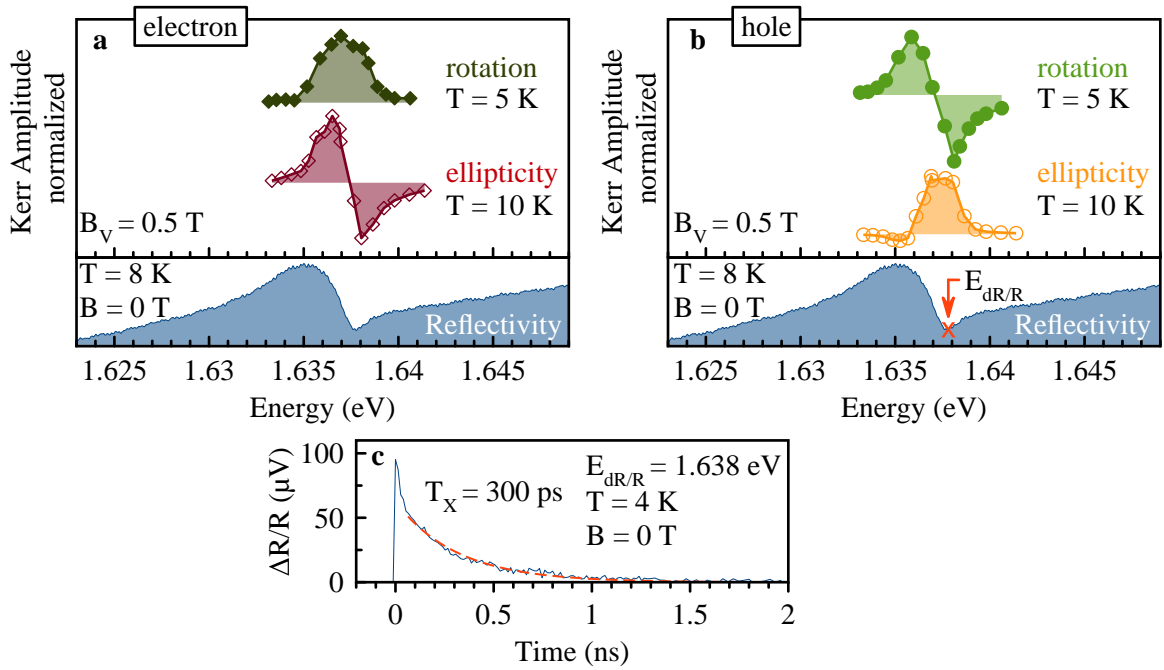 a electron
Kerr Amplitude
normalized
rotation
T = 5 K
ellipticity
T = 10 K
B_V = 0.5 T
T = 8 K
B = 0 T
Reflectivity
1.625 1.63 1.635 1.64 1.645
Energy (eV)
b hole
Kerr Amplitude
normalized
rotation
T = 5 K
ellipticity
T = 10 K
B_V = 0.5 T
T = 8 K
B = 0 T
E_dR/R
Reflectivity
1.625 1.63 1.635 1.64 1.645
Energy (eV)
c
ΔR/R (μV)
100
50
0
T_X = 300 ps
E_dR/R = 1.638 eV
T = 4 K
B = 0 T
0 0.5 1 1.5 2
Time (ns)